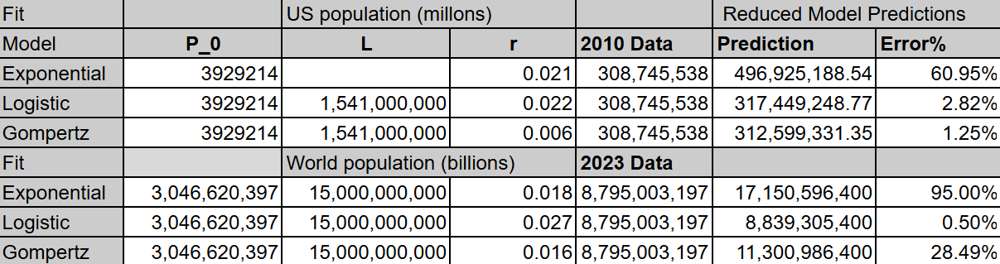 Fit US population (millons) Reduced Model Predictions
Model P_0 L r 2010 Data Prediction Error%
Exponential 3929214 0.021 308,745,538 496,925,188.54 60.95%
Logistic 3929214 1,541,000,000 0.022 308,745,538 317,449,248.77 2.82%
Gompertz 3929214 1,541,000,000 0.006 308,745,538 312,599,331.35 1.25%
Fit World population (billions) 2023 Data
Exponential 3,046,620,397 15,000,000,000 0.018 8,795,003,197 17,150,596,400 95.00%
Logistic 3,046,620,397 15,000,000,000 0.027 8,795,003,197 8,839,305,400 0.50%
Gompertz 3,046,620,397 15,000,000,000 0.016 8,795,003,197 11,300,986,400 28.49%